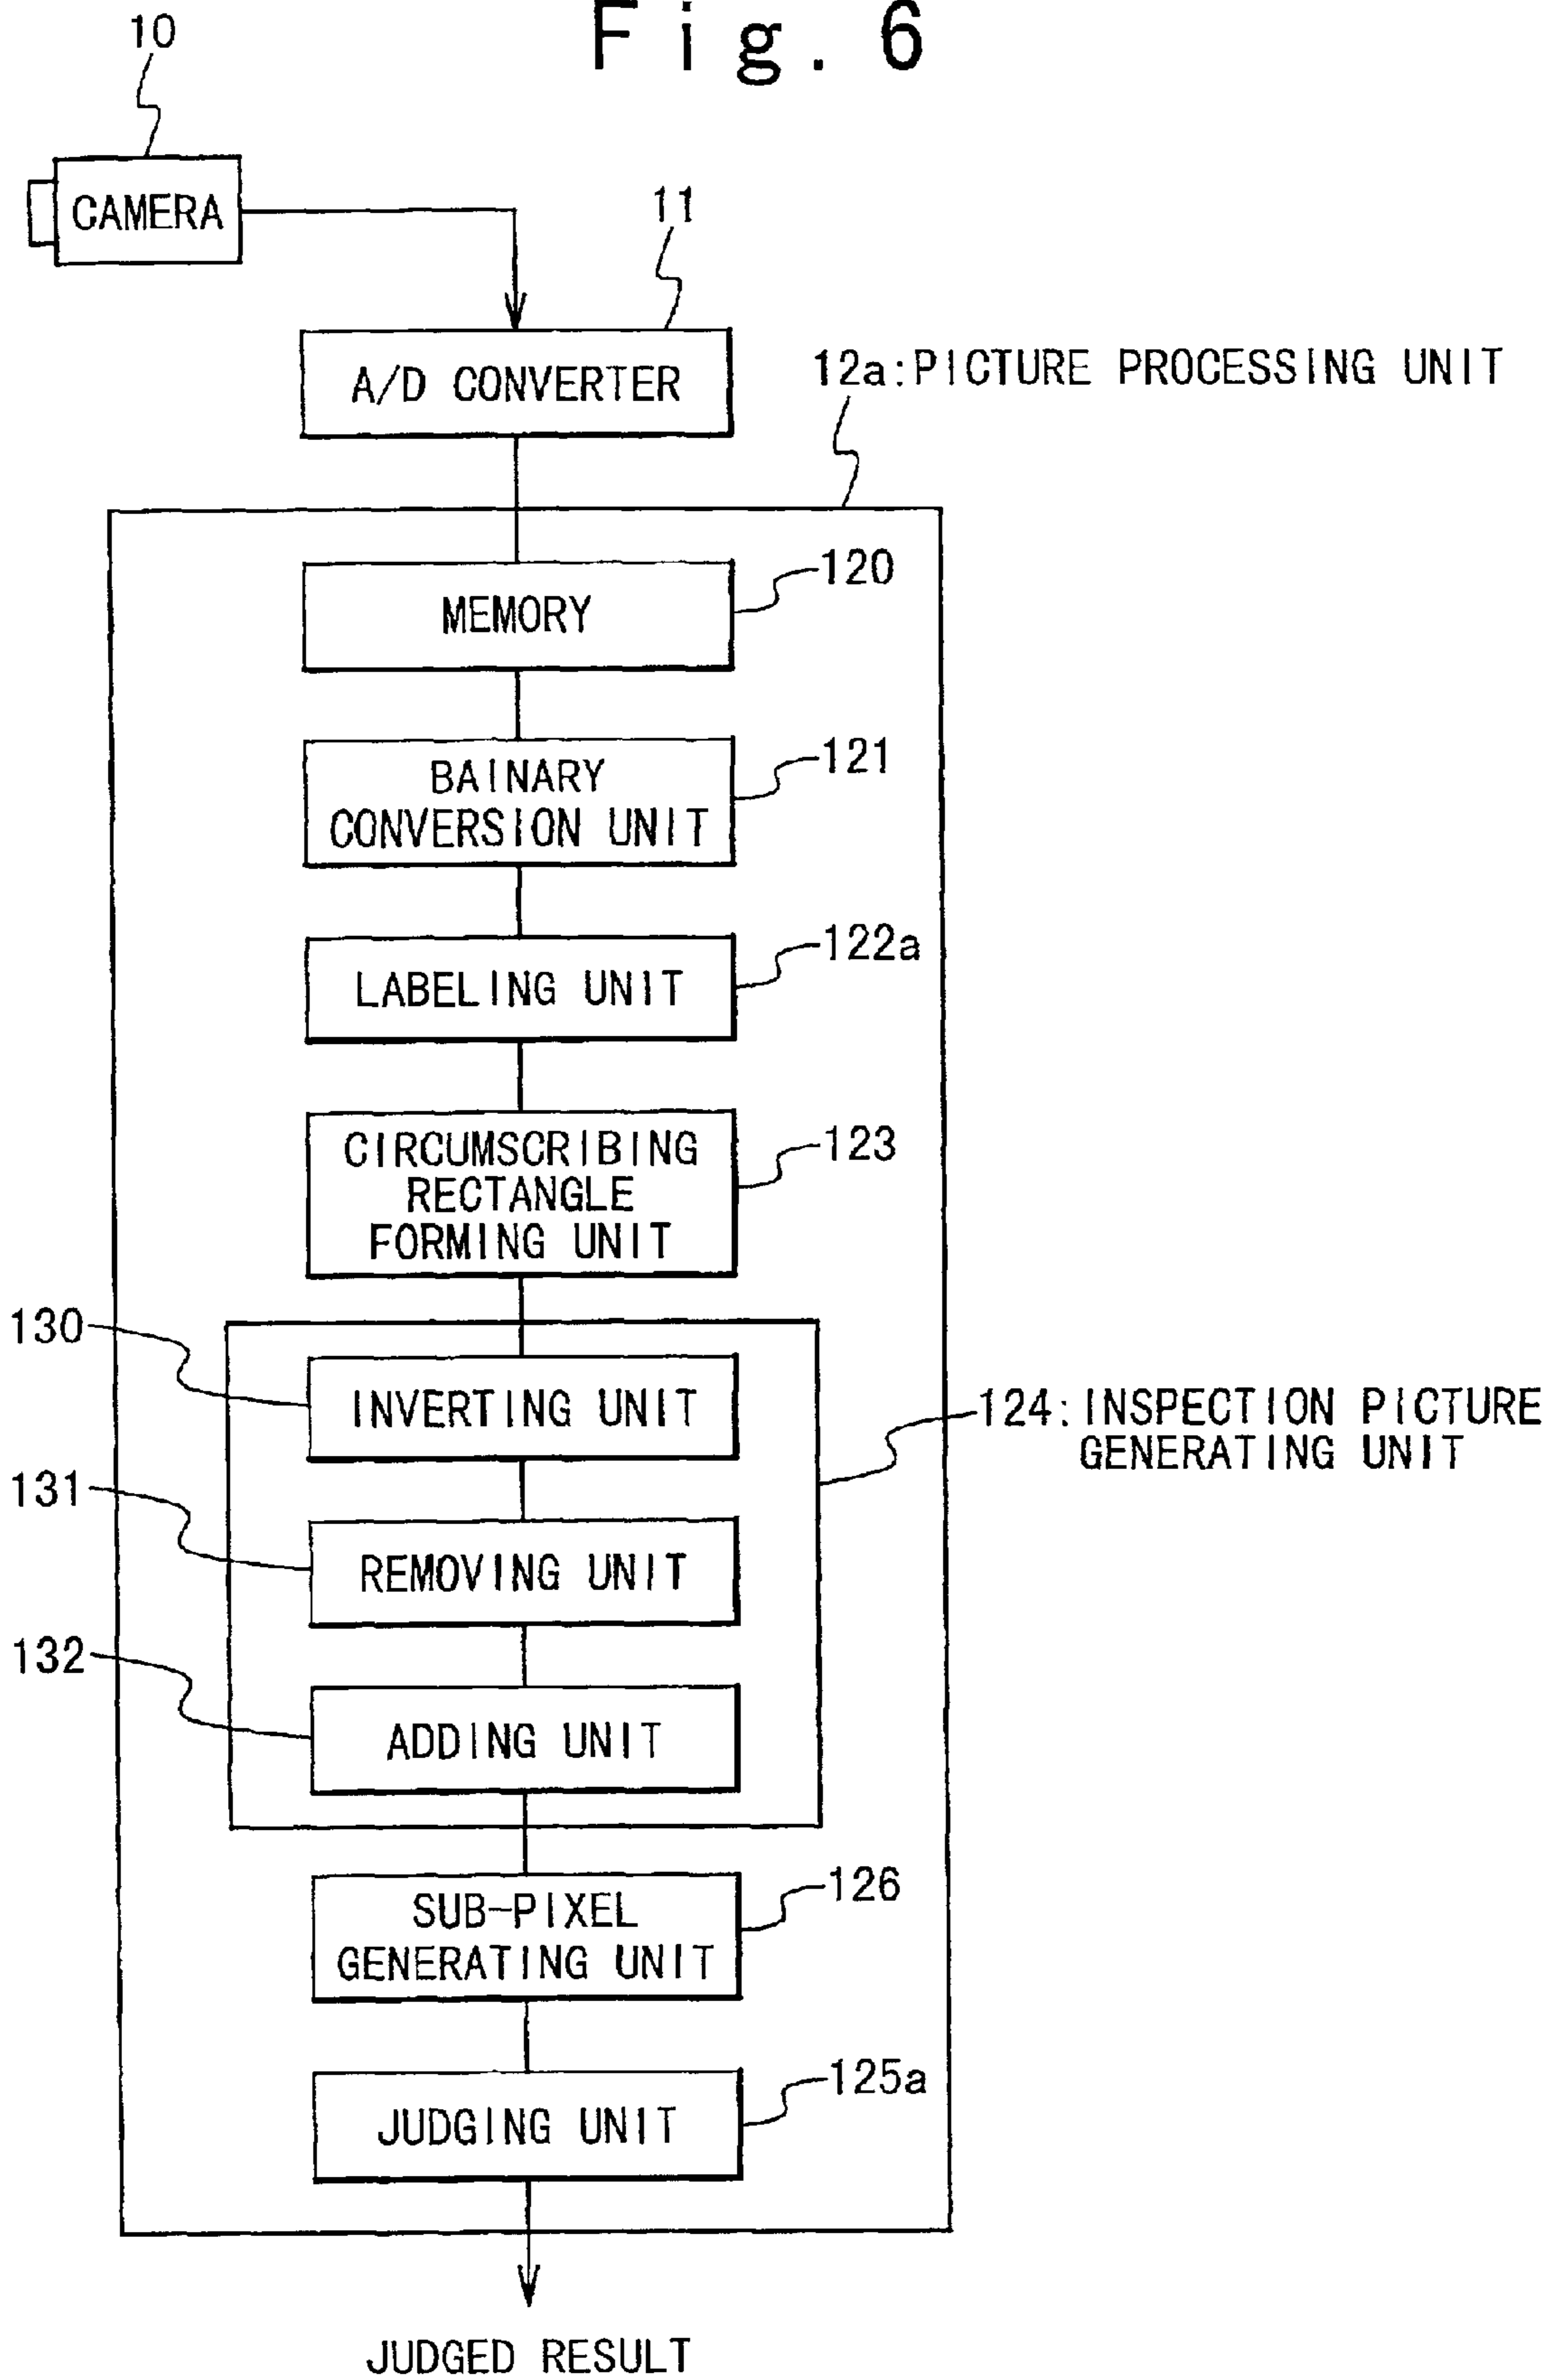 Fig. 6
10
CAMERA
11
A/D CONVERTER
12a:PICTURE PROCESSING UNIT
120
MEMORY
121
BAINARY
CONVERSION UNIT
122a
LABELING UNIT
123
CIRCUMSCRIBING
RECTANGLE
FORMING UNIT
130
INVERTING UNIT
124:INSPECTION PICTURE
GENERATING UNIT
131
REMOVING UNIT
132
ADDING UNIT
126
SUB-PIXEL
GENERATING UNIT
125a
JUDGING UNIT
JUDGED RESULT